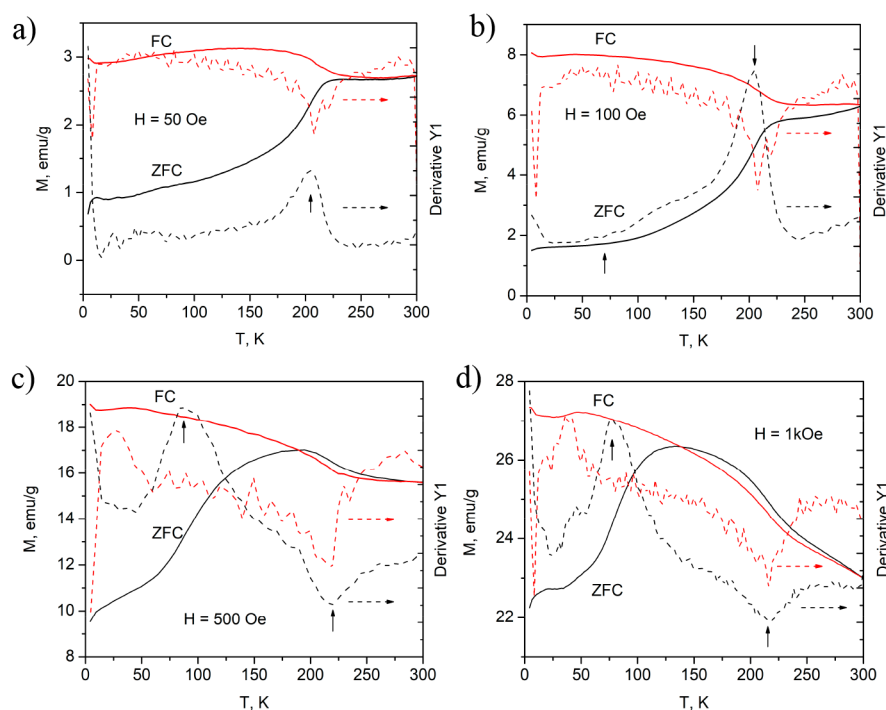 a)
FC
H = 50 Oe
ZFC
M, emu/g
Derivative Y1
3
2
1
0
0 50 100 150 200 250 300
T, K
b)
FC
H = 100 Oe
ZFC
M, emu/g
Derivative Y1
8
6
4
2
0
0 50 100 150 200 250 300
T, K
c)
FC
ZFC
H = 500 Oe
M, emu/g
Derivative Y1
20
18
16
14
12
10
8
0 50 100 150 200 250 300
T, K
d)
FC
H = 1kOe
ZFC
M, emu/g
Derivative Y1
28
26
24
22
0 50 100 150 200 250 300
T, K